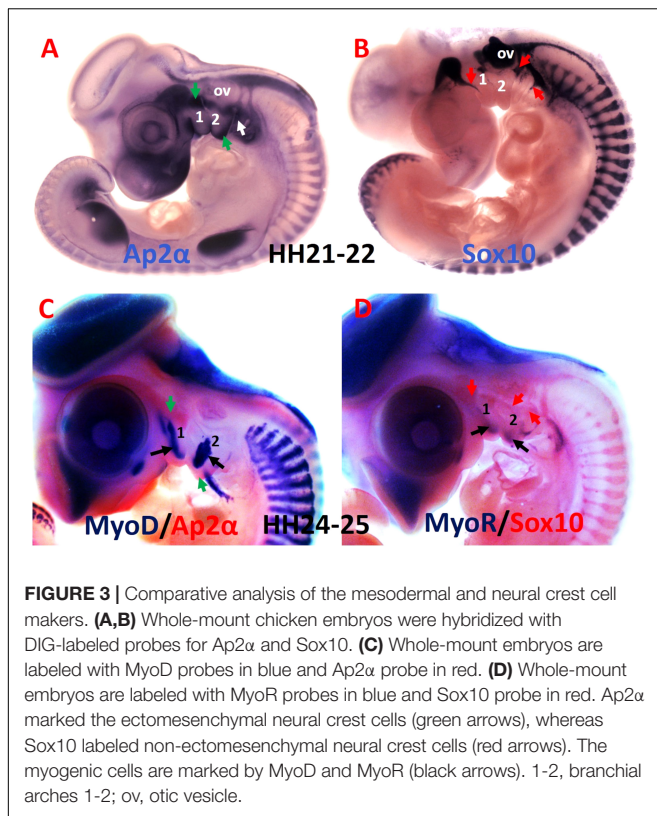 A
B
ov
1 2
ov
1
2
Ap2α HH21-22 Sox10
C
D
1
2
1
2
MyoD/Ap2α HH24-25 MyoR/Sox10
FIGURE 3 | Comparative analysis of the mesodermal and neural crest cell
makers. (A,B) Whole-mount chicken embryos were hybridized with
DIG-labeled probes for Ap2α and Sox10. (C) Whole-mount embryos are
labeled with MyoD probes in blue and Ap2α probe in red. (D) Whole-mount
embryos are labeled with MyoR probes in blue and Sox10 probe in red. Ap2α
marked the ectomesenchymal neural crest cells (green arrows), whereas
Sox10 labeled non-ectomesenchymal neural crest cells (red arrows). The
myogenic cells are marked by MyoD and MyoR (black arrows). 1-2, branchial
arches 1-2; ov, otic vesicle.